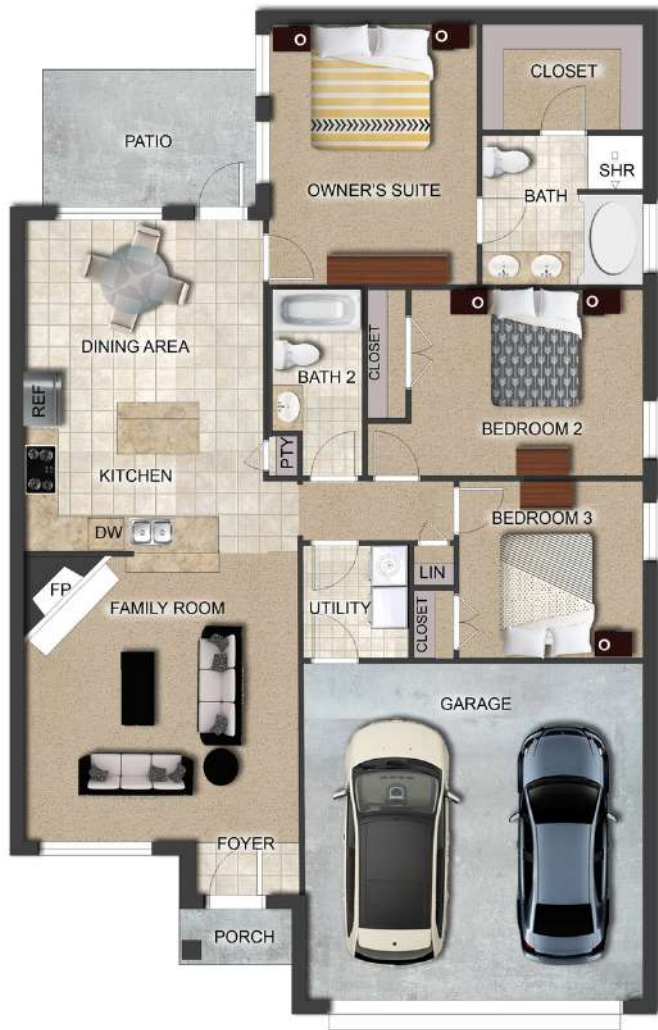 CLOSET
PATIO
SHR
OWNER'S SUITE
BATH
DINING AREA
CLOSET
BATH 2
REF
BEDROOM 2
PTY
KITCHEN
BEDROOM 3
DW
LIN
FP
FAMILY ROOM
UTILITY
CLOSET
GARAGE
FOYER
PORCH